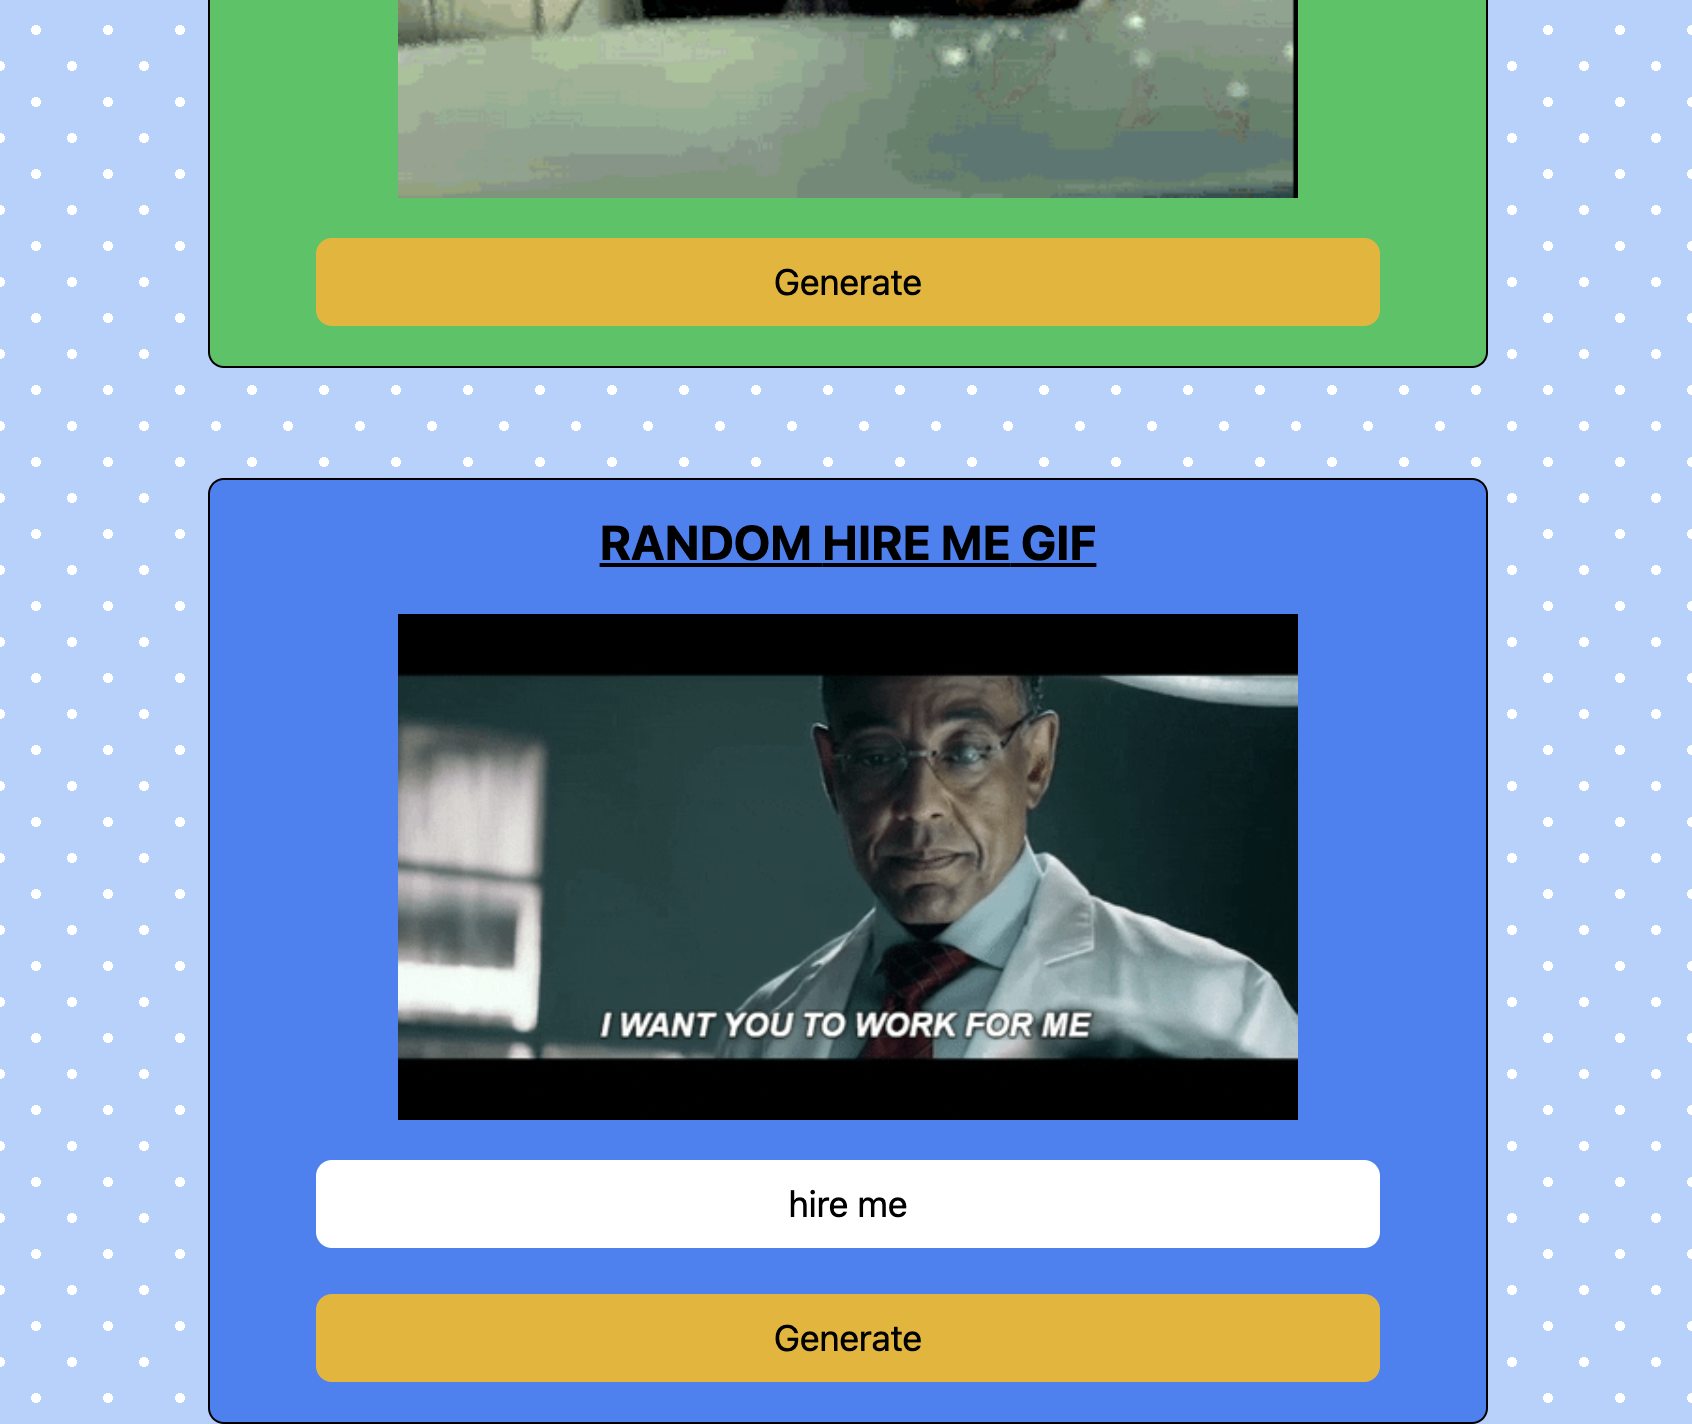 Generate
RANDOM HIRE ME GIF
I WANT YOU TO WORK FOR ME
hire me
Generate